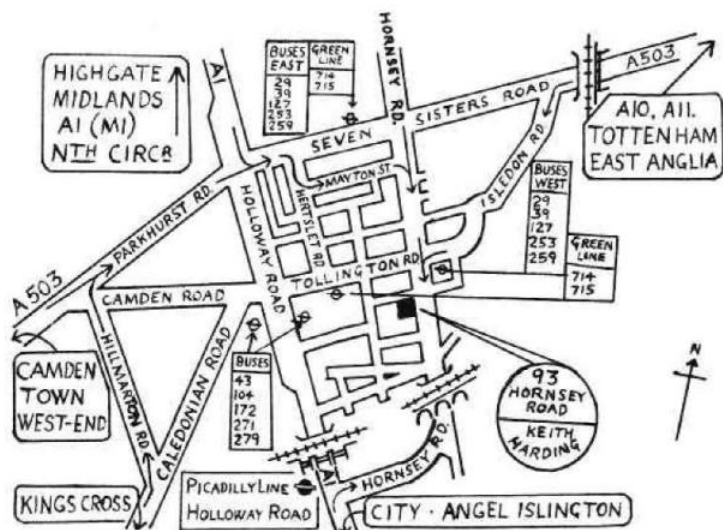 HIGHGATE
MIDLANDS
A1 (M1)
NTH CIRCR
A1
BUSES
EAST
29
39
127
253
259
GREEN
LINE
714
715
HORNSEY RD.
A503
A10, A11.
TOTTENHAM
EAST ANGLIA
SEVEN SISTERS ROAD
ISLEDON RD
MAYTON ST.
HERTSLET RD
PARKHURST RD.
HOLLOWAY ROAD
BUSES
WEST
29
39
127
253
259
GREEN
LINE
714
715
TOLLINGTON RD
A503
CAMDEN ROAD
CAMDEN
TOWN
WEST-END
HILLMARTON RD
CALEDONIAN ROAD
BUSES
43
104
172
271
279
93
HORNSEY
ROAD
KEITH
HARDING
N
KINGS CROSS
PICADILLY LINE
HOLLOWAY ROAD
A1
HORNSEY RD.
CITY · ANGEL ISLINGTON